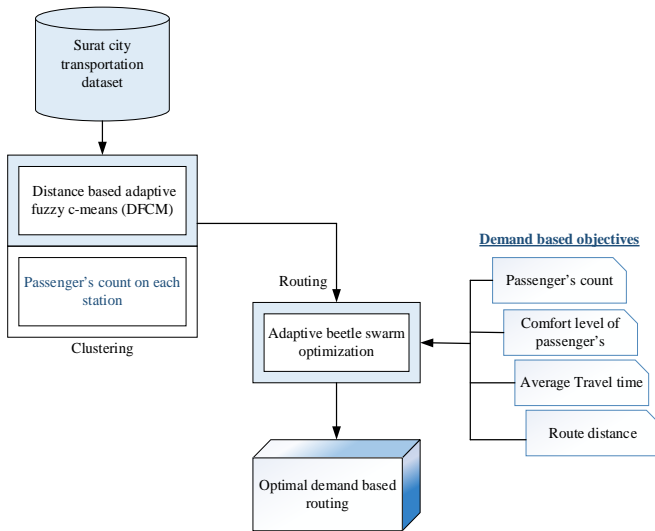 Surat city
transportation
dataset
Distance based adaptive
fuzzy c-means (DFCM)
Passenger's count on each
station
Clustering
Routing
Adaptive beetle swarm
optimization
Demand based objectives
Passenger's count
Comfort level of
passenger's
Average Travel time
Route distance
Optimal demand based
routing